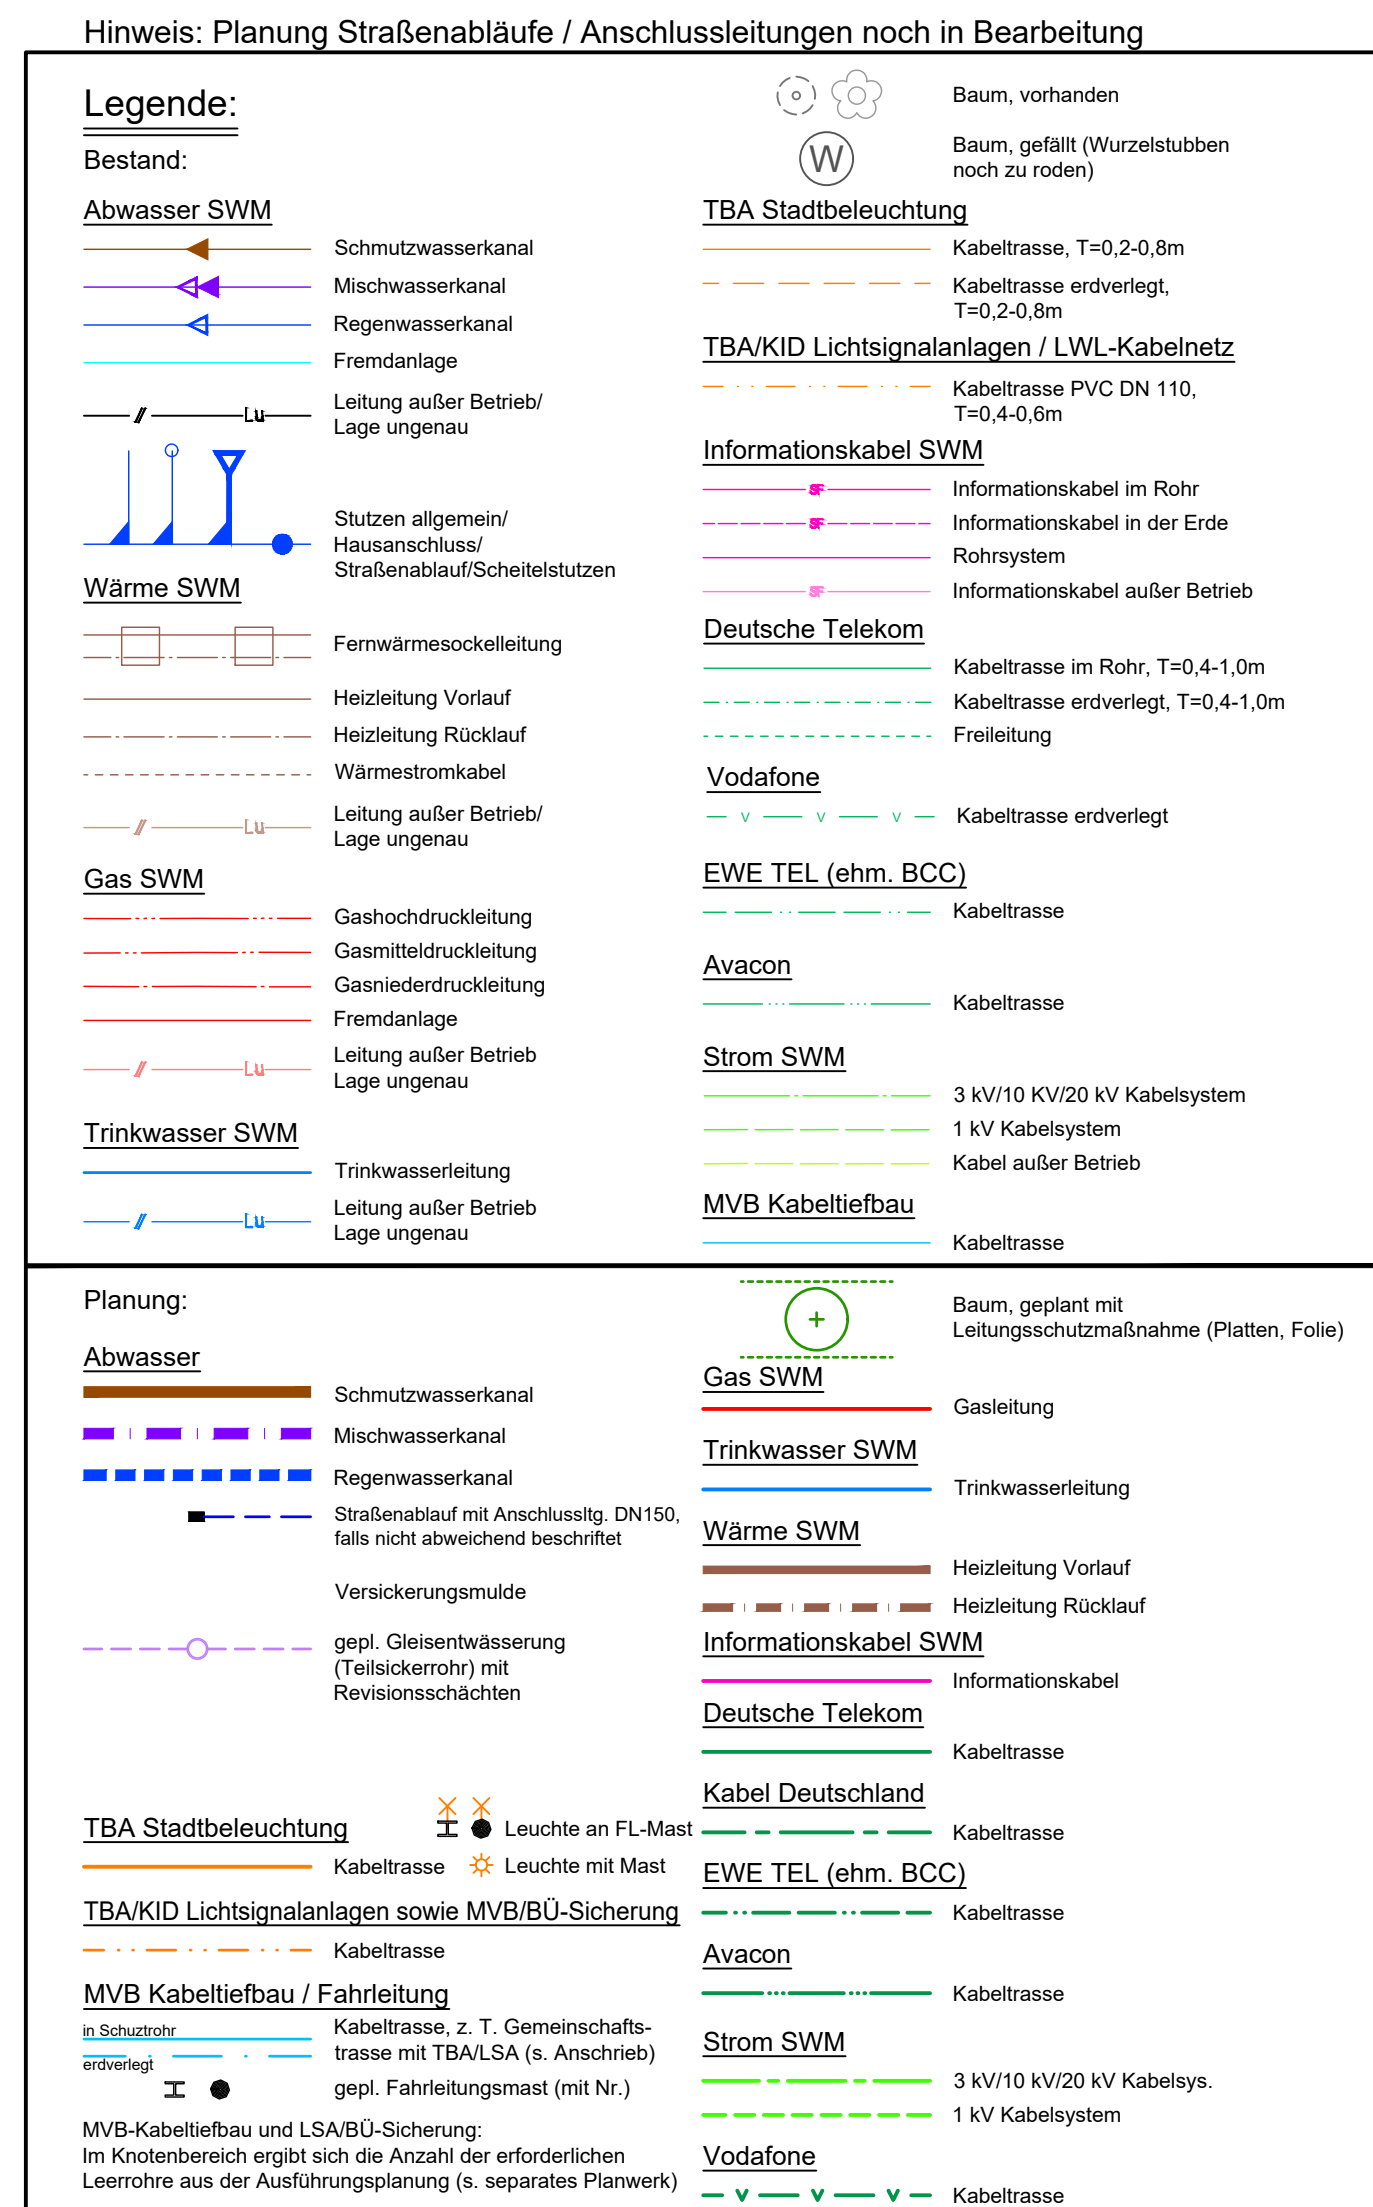 Hinweis: Planung Straßenabläufe / Anschlussleitungen noch in Bearbeitung
Legende:
Bestand:
Abwasser SWM
Schmutzwasserkanal
Mischwasserkanal
Regenwasserkanal
Fremdanlage
Lu
Leitung außer Betrieb/
Lage ungenau
Stutzen allgemein/
Hausanschluss/
Straßenablauf/Scheitelstutzen
Wärme SWM
Fernwärmesockelleitung
Heizleitung Vorlauf
Heizleitung Rücklauf
Wärmestromkabel
Lu
Leitung außer Betrieb/
Lage ungenau
Gas SWM
Gashochdruckleitung
Gasmitteldruckleitung
Gasniederdruckleitung
Fremdanlage
Lu
Leitung außer Betrieb
Lage ungenau
Trinkwasser SWM
Trinkwasserleitung
Lu
Leitung außer Betrieb
Lage ungenau
Baum, vorhanden
W
Baum, gefällt (Wurzelstubben
noch zu roden)
TBA Stadtbeleuchtung
Kabeltrasse, T=0,2-0,8m
Kabeltrasse erdverlegt,
T=0,2-0,8m
TBA/KID Lichtsignalanlagen / LWL-Kabelnetz
Kabeltrasse PVC DN 110,
T=0,4-0,6m
Informationskabel SWM
Informationskabel im Rohr
Informationskabel in der Erde
Rohrsystem
Informationskabel außer Betrieb
Deutsche Telekom
Kabeltrasse im Rohr, T=0,4-1,0m
Kabeltrasse erdverlegt, T=0,4-1,0m
Freileitung
Vodafone
v v v
Kabeltrasse erdverlegt
EWE TEL (ehm. BCC)
Kabeltrasse
Avacon
Kabeltrasse
Strom SWM
3 kV/10 KV/20 kV Kabelsystem
1 kV Kabelsystem
Kabel außer Betrieb
MVB Kabeltiefbau
Kabeltrasse
Planung:
Abwasser
Schmutzwasserkanal
Mischwasserkanal
Regenwasserkanal
Straßenablauf mit Anschlussltg. DN150,
falls nicht abweichend beschriftet
Versickerungsmulde
gepl. Gleisentwässerung
(Teilsickerrohr) mit
Revisionsschächten
TBA Stadtbeleuchtung
Leuchte an FL-Mast
Kabeltrasse
Leuchte mit Mast
TBA/KID Lichtsignalanlagen sowie MVB/BÜ-Sicherung
Kabeltrasse
MVB Kabeltiefbau / Fahrleitung
in Schuztrohr
erdverlegt
Kabeltrasse, z. T. Gemeinschafts-
trasse mit TBA/LSA (s. Anschrieb)
gepl. Fahrleitungsmast (mit Nr.)
MVB-Kabeltiefbau und LSA/BÜ-Sicherung:
Im Knotenbereich ergibt sich die Anzahl der erforderlichen
Leerrohre aus der Ausführungsplanung (s. separates Planwerk)
Baum, geplant mit
Leitungsschutzmaßnahme (Platten, Folie)
Gas SWM
Gasleitung
Trinkwasser SWM
Trinkwasserleitung
Wärme SWM
Heizleitung Vorlauf
Heizleitung Rücklauf
Informationskabel SWM
Informationskabel
Deutsche Telekom
Kabeltrasse
Kabel Deutschland
Kabeltrasse
EWE TEL (ehm. BCC)
Kabeltrasse
Avacon
Kabeltrasse
Strom SWM
3 kV/10 kV/20 kV Kabelsys.
1 kV Kabelsystem
Vodafone
v v v
Kabeltrasse